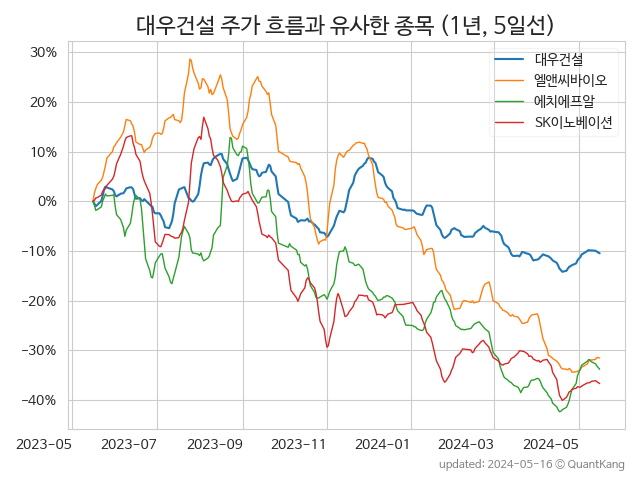 대우건설 주가 흐름과 유사한 종목 (1년, 5일선)
대우건설
엘앤씨바이오
에치에프알
SK이노베이션
30%
20%
10%
0%
−10%
−20%
−30%
−40%
2023-05 2023-07 2023-09 2023-11 2024-01 2024-03 2024-05
updated: 2024-05-16 ⓒ QuantKang